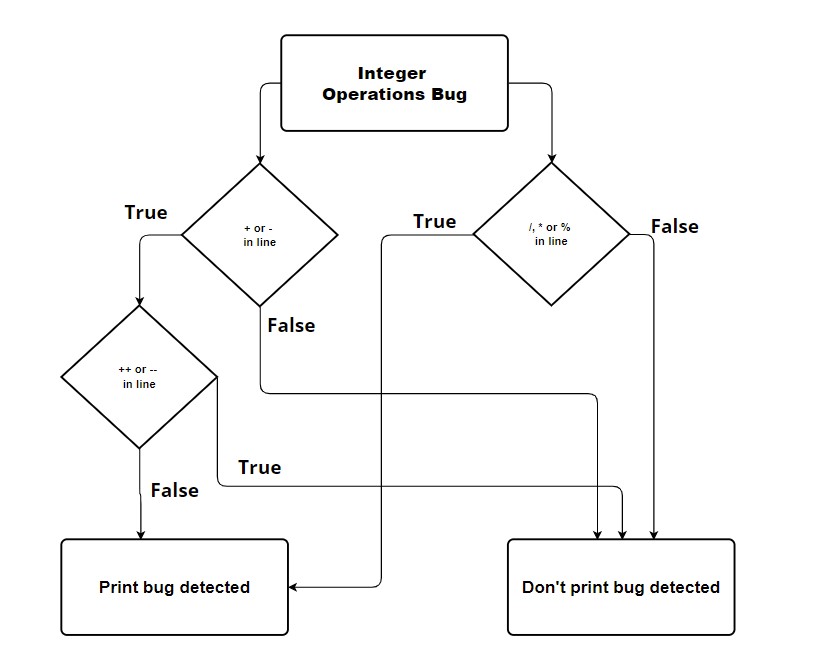 Integer
Operations Bug
True
+ or -
in line
True
/, * or %
in line
False
False
++ or --
in line
True
False
Print bug detected
Don't print bug detected